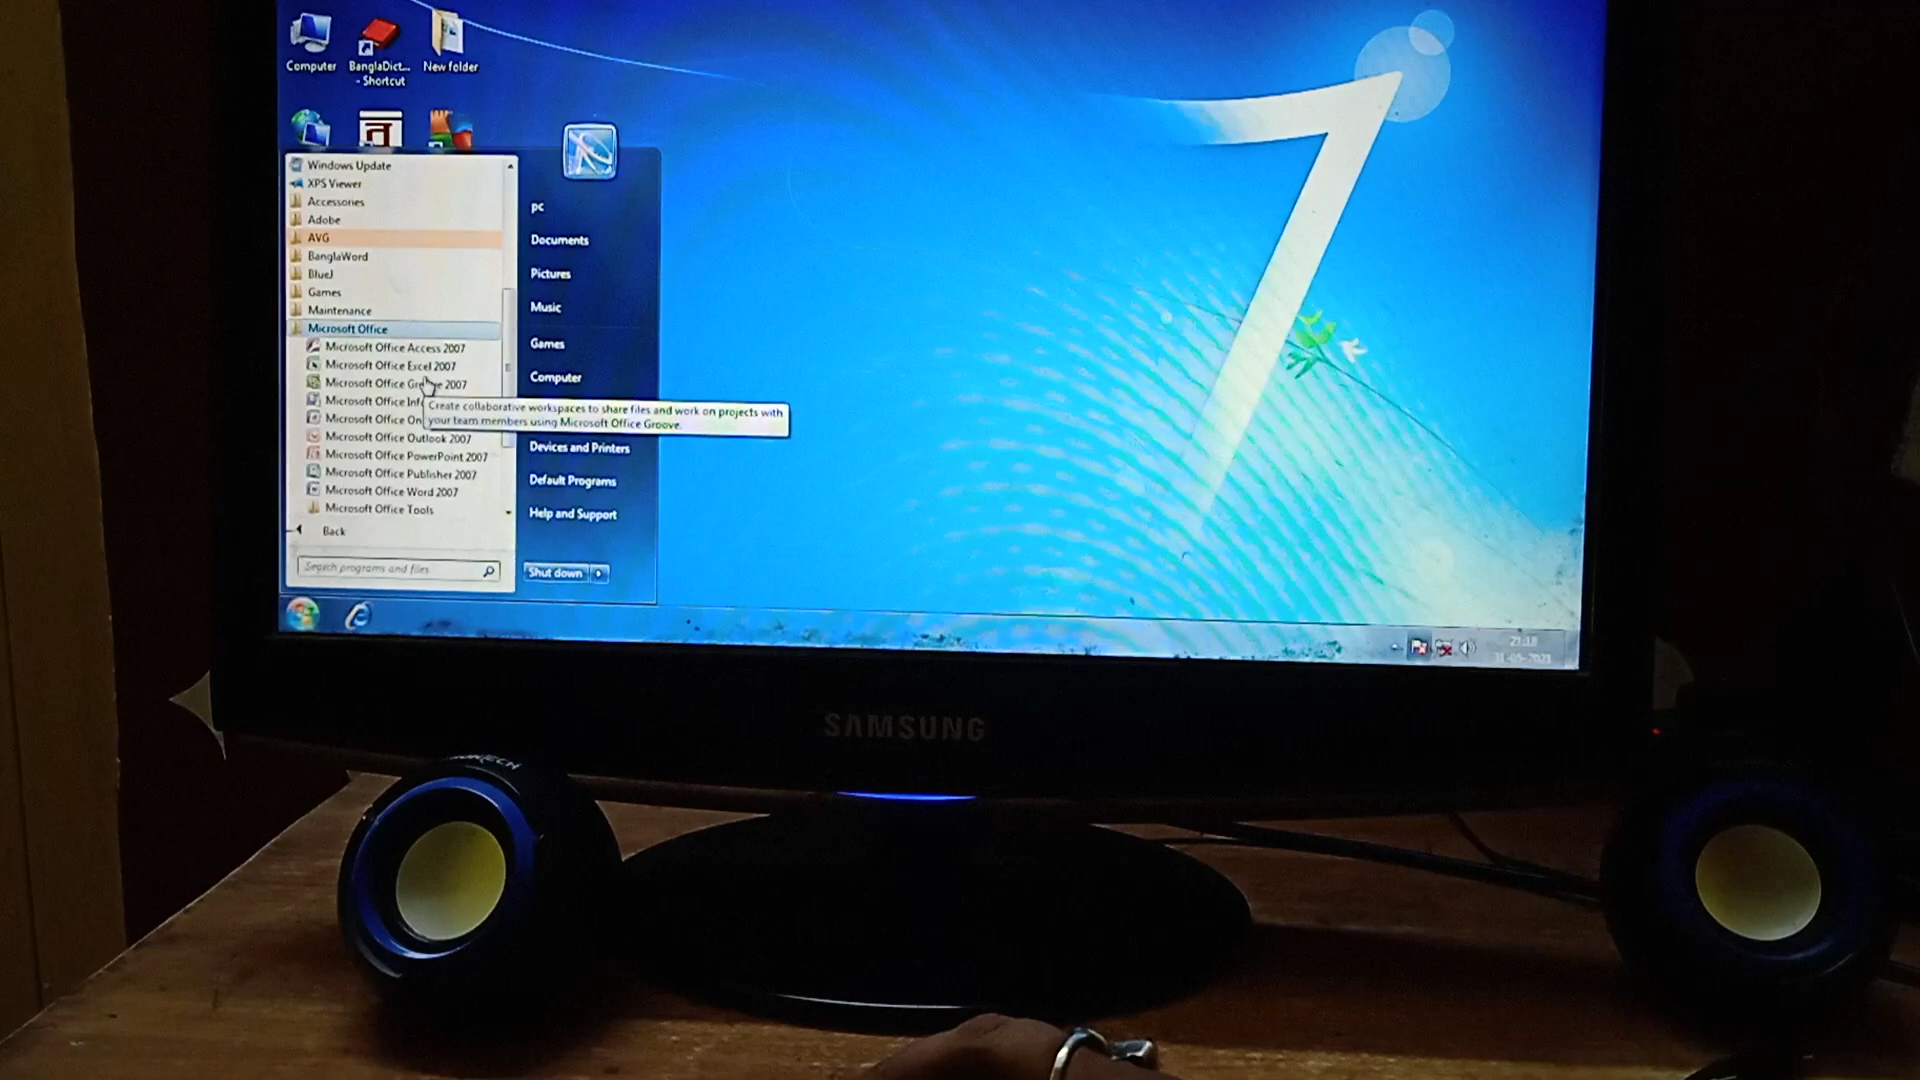 Computer
BanglaDict...
- Shortcut
New folder
Windows Update
XPS Viewer
Accessories
Adobe
AVG
BanglaWord
BlueJ
Games
Maintenance
Microsoft Office
Microsoft Office Access 2007
Microsoft Office Excel 2007
Microsoft Office Groove 2007
Microsoft Office Inf
Microsoft Office On
Microsoft Office Outlook 2007
Microsoft Office PowerPoint 2007
Microsoft Office Publisher 2007
Microsoft Office Word 2007
Microsoft Office Tools
Back
Search programs and files
pc
Documents
Pictures
Music
Games
Computer
Create collaborative workspaces to share files and work on projects with
your team members using Microsoft Office Groove.
Devices and Printers
Default Programs
Help and Support
Shut down
7
21:18
SAMSUNG